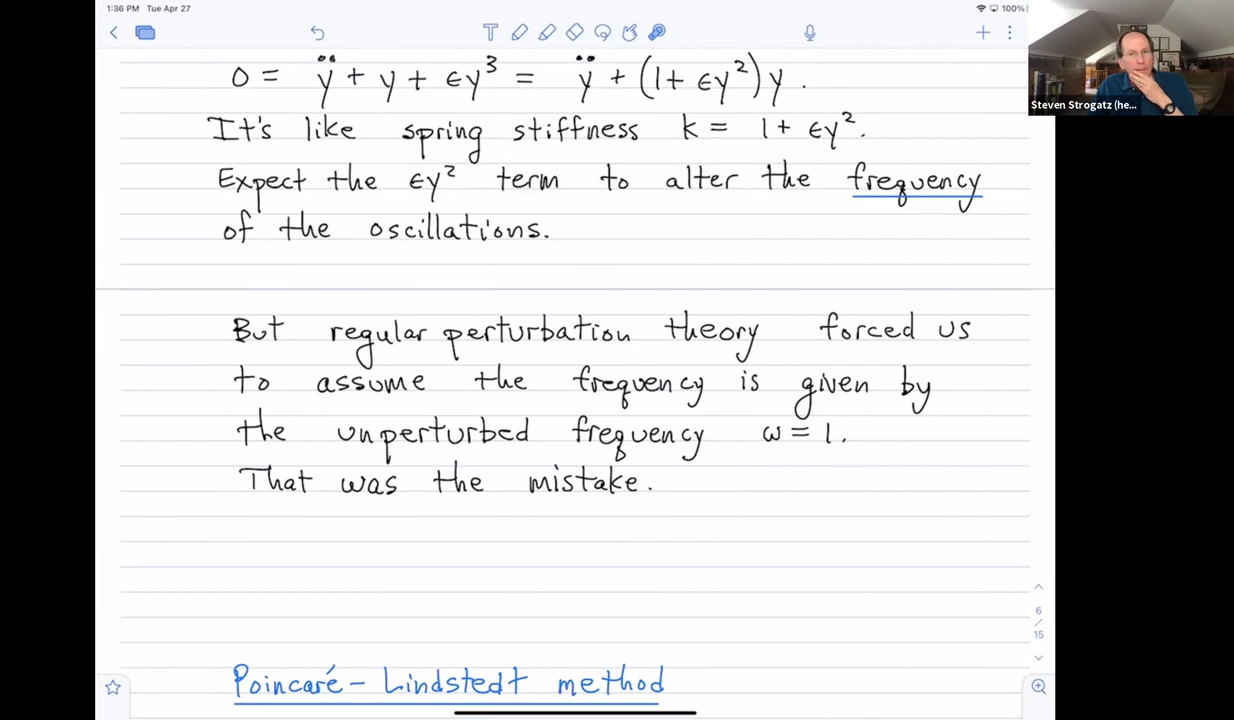 1:36 PM Tue Apr 27
100%
Steven Strogatz (he...
0 = ÿ + y + ϵy³ = ÿ + (1 + ϵy²)y .
It's like spring stiffness k = 1 + ϵy².
Expect the ϵy² term to alter the frequency
of the oscillations.
But regular perturbation theory forced us
to assume the frequency is given by
the unperturbed frequency ω = 1.
That was the mistake.
6
/
15
Poincaré - Lindstedt method